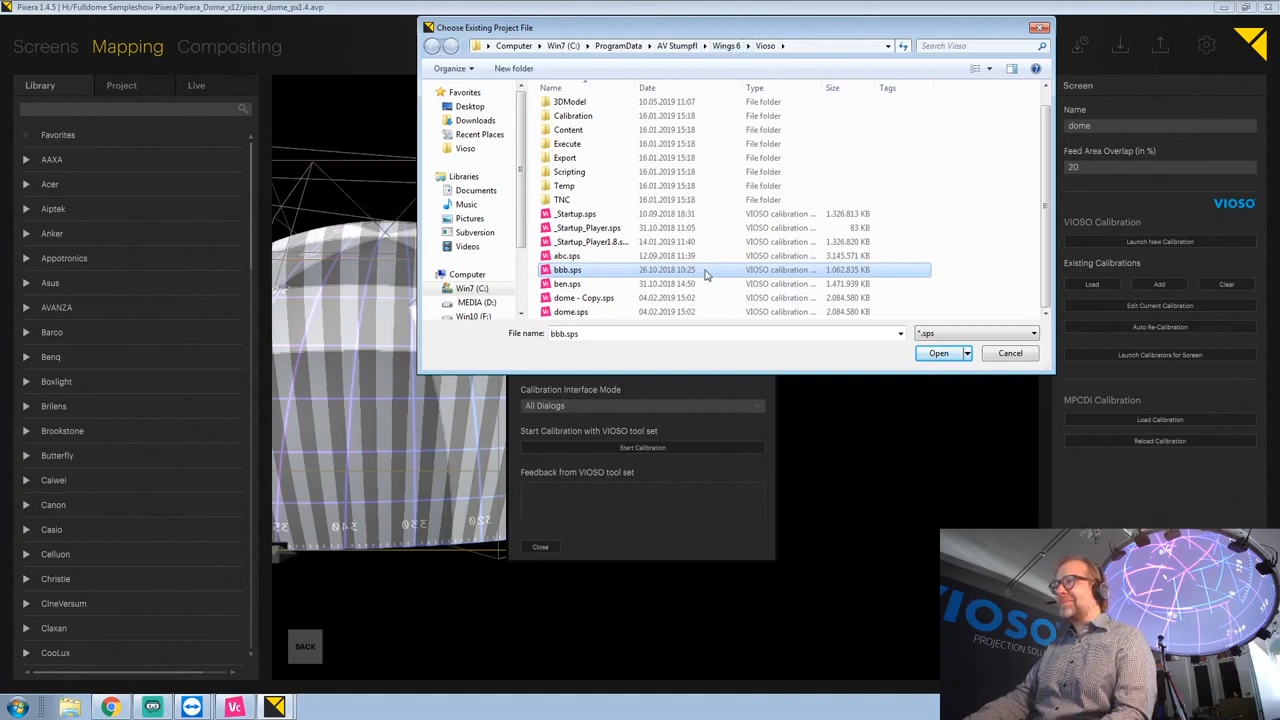 Pixera 1.4.5 | H:/Fulldome Sampleshow Pixera/Pixera_Dome_x12/pixera_dome_px1.4.avp
Screens Mapping Compositing
Library Project Live
Favorites
AAXA
Acer
Aiptek
Anker
Appotronics
Asus
AVANZA
Barco
Benq
Boxlight
Brilens
Brookstone
Butterfly
Caiwei
Canon
Casio
Celluon
Christie
CineVersum
Claxan
CooLux
Choose Existing Project File
Computer Win7 (C:) ProgramData AV Stumpfl Wings 6 Vioso
Search Vioso
Organize New folder
Favorites
Desktop
Downloads
Recent Places
Vioso
Libraries
Documents
Music
Pictures
Subversion
Videos
Computer
Win7 (C:)
MEDIA (D:)
Win10 (F:)
Name Date Type Size Tags
3DModel 10.05.2019 11:07 File folder
Calibration 16.01.2019 15:18 File folder
Content 16.01.2019 15:18 File folder
Execute 16.01.2019 15:18 File folder
Export 16.01.2019 15:18 File folder
Scripting 16.01.2019 15:18 File folder
Temp 16.01.2019 15:18 File folder
TNC 16.01.2019 15:18 File folder
_Startup.sps 10.09.2018 18:31 VIOSO calibration ... 1.326.813 KB
_Startup_Player.sps 31.10.2018 11:05 VIOSO calibration ... 83 KB
_Startup_Player1.8.s... 14.01.2019 11:40 VIOSO calibration ... 1.326.820 KB
abc.sps 12.09.2018 11:39 VIOSO calibration ... 3.145.571 KB
bbb.sps 26.10.2018 10:25 VIOSO calibration ... 1.062.835 KB
ben.sps 31.10.2018 14:50 VIOSO calibration ... 1.471.939 KB
dome - Copy.sps 04.02.2019 15:02 VIOSO calibration ... 2.084.580 KB
dome.sps 04.02.2019 15:02 VIOSO calibration ... 2.084.580 KB
File name: bbb.sps
*.sps
Open Cancel
Calibration Interface Mode
All Dialogs
Start Calibration with VIOSO tool set
Start Calibration
Feedback from VIOSO tool set
Close
340 330 320
BACK
Screen
Name
dome
Feed Area Overlap (in %)
20
VIOSO
VIOSO Calibration
Launch New Calibration
Existing Calibrations
Load Add Clear
Edit Current Calibration
Auto Re-Calibration
Launch Calibrators for Screen
MPCDI Calibration
Load Calibration
Reload Calibration
VIOSO
Vc